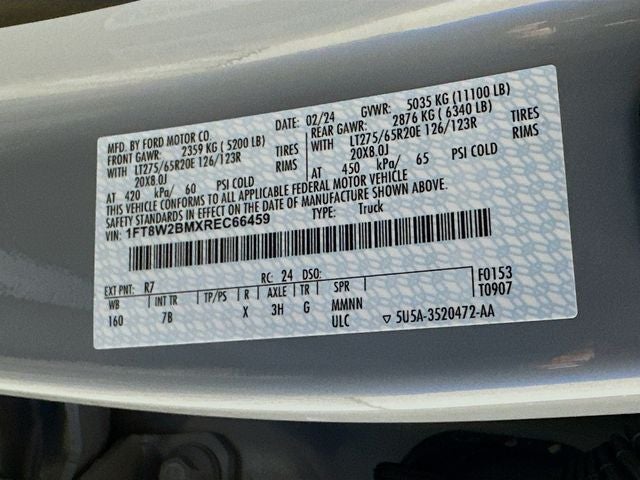 MFD. BY FORD MOTOR CO.
DATE: 02/24 GVWR: 5035 KG (11100 LB)
FRONT GAWR: 2359 KG (5200 LB) REAR GAWR: 2876 KG (6340 LB)
WITH LT275/65R20E 126/123R TIRES WITH LT275/65R20E 126/123R TIRES
20X8.0J RIMS 20X8.0J RIMS
AT 420 kPa/ 60 PSI COLD AT 450 kPa/ 65 PSI COLD
THIS VEHICLE CONFORMS TO ALL APPLICABLE FEDERAL MOTOR VEHICLE
SAFETY STANDARDS IN EFFECT ON THE DATE OF MANUFACTURE SHOWN ABOVE.
VIN: 1FT8W2BMXREC66459 TYPE: Truck
EXT PNT: R7 RC: 24 DSO: F0153
WB INT TR TP/PS R AXLE TR SPR T0907
160 7B X 3H G MMNN
ULC ▽ 5U5A-3520472-AA